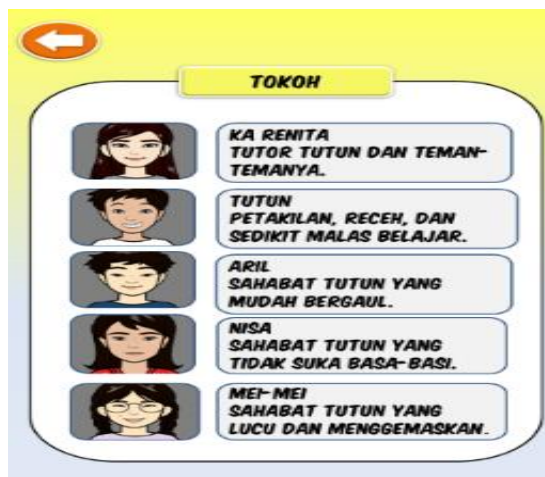 TOKOH
KA RENITA
TUTOR TUTUN DAN TEMAN-
TEMANYA.
TUTUN
PETAKILAN, RECEH, DAN
SEDIKIT MALAS BELAJAR.
ARIL
SAHABAT TUTUN YANG
MUDAH BERGAUL.
NISA
SAHABAT TUTUN YANG
TIDAK SUKA BASA-BASI.
MEI-MEI
SAHABAT TUTUN YANG
LUCU DAN MENGGEMASKAN.